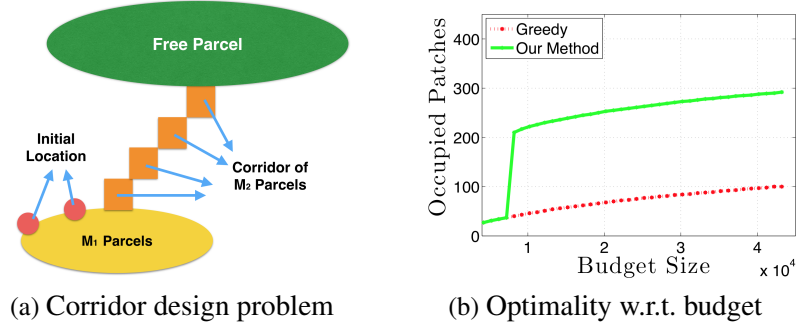 Free Parcel
Initial
Location
Corridor of
M₂ Parcels
M₁ Parcels
(a) Corridor design problem
Greedy
Our Method
Occupied Patches
400
300
200
100
0
1
2
3
4
x 10⁴
Budget Size
(b) Optimality w.r.t. budget